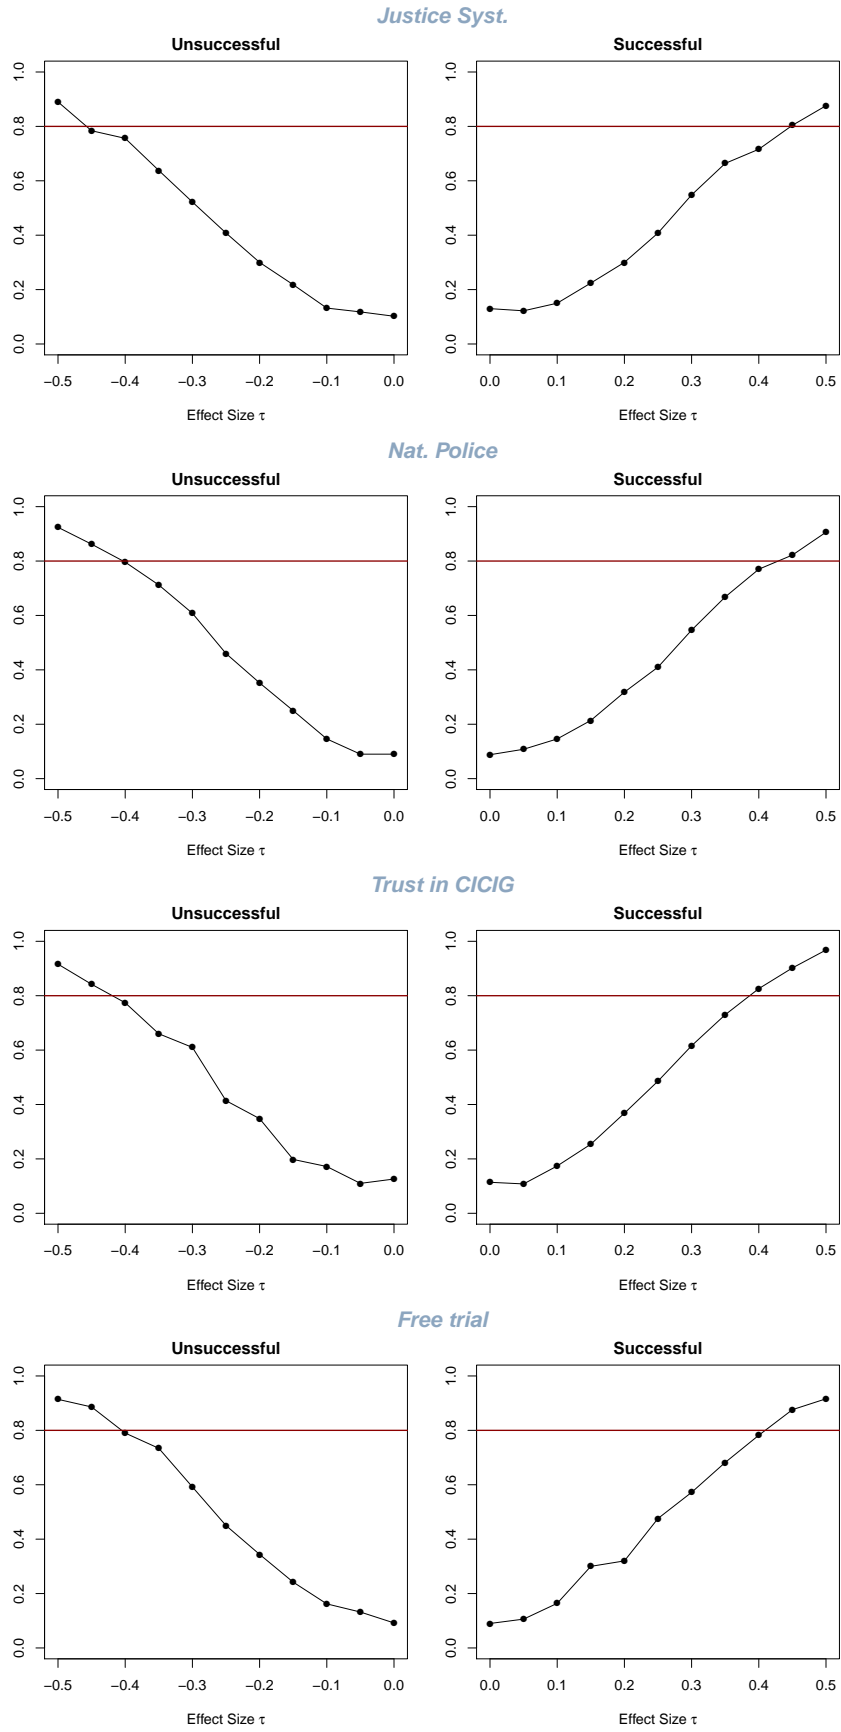 Justice Syst.
Unsuccessful Successful
1.0 1.0
0.8 0.8
0.6 0.6
0.4 0.4
0.2 0.2
0.0 0.0
−0.5 −0.4 −0.3 −0.2 −0.1 0.0 0.0 0.1 0.2 0.3 0.4 0.5
Effect Size τ Effect Size τ
Nat. Police
Unsuccessful Successful
1.0 1.0
0.8 0.8
0.6 0.6
0.4 0.4
0.2 0.2
0.0 0.0
−0.5 −0.4 −0.3 −0.2 −0.1 0.0 0.0 0.1 0.2 0.3 0.4 0.5
Effect Size τ Effect Size τ
Trust in CICIG
Unsuccessful Successful
1.0 1.0
0.8 0.8
0.6 0.6
0.4 0.4
0.2 0.2
0.0 0.0
−0.5 −0.4 −0.3 −0.2 −0.1 0.0 0.0 0.1 0.2 0.3 0.4 0.5
Effect Size τ Effect Size τ
Free trial
Unsuccessful Successful
1.0 1.0
0.8 0.8
0.6 0.6
0.4 0.4
0.2 0.2
0.0 0.0
−0.5 −0.4 −0.3 −0.2 −0.1 0.0 0.0 0.1 0.2 0.3 0.4 0.5
Effect Size τ Effect Size τ